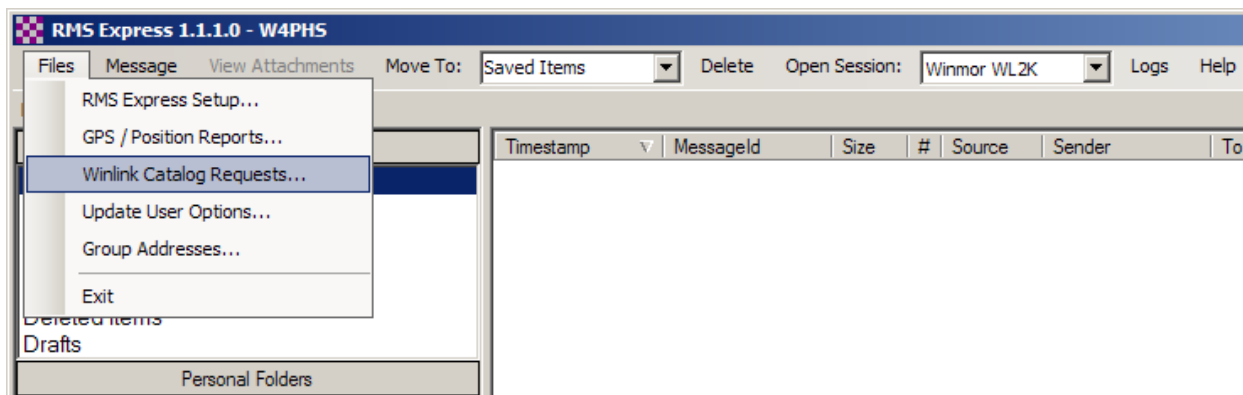 RMS Express 1.1.1.0 - W4PHS
Files Message View Attachments Move To: Saved Items Delete Open Session: Winmor WL2K Logs Help
RMS Express Setup...
GPS / Position Reports...
Winlink Catalog Requests...
Update User Options...
Group Addresses...
Exit
Timestamp MessageId Size # Source Sender To
Deleted Items
Drafts
Personal Folders